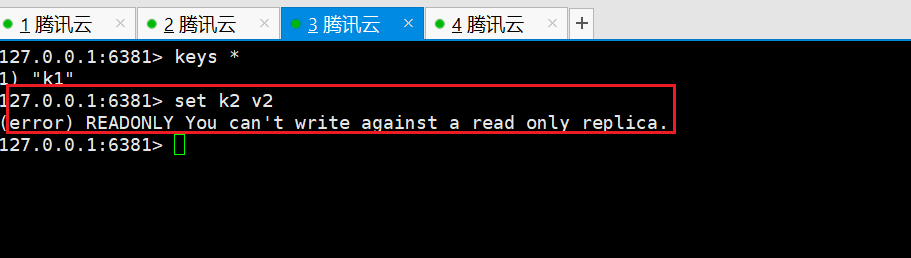 1 腾讯云 × 2 腾讯云 × 3 腾讯云 × 4 腾讯云 × +
127.0.0.1:6381> keys *
1) "k1"
127.0.0.1:6381> set k2 v2
(error) READONLY You can't write against a read only replica.
127.0.0.1:6381>